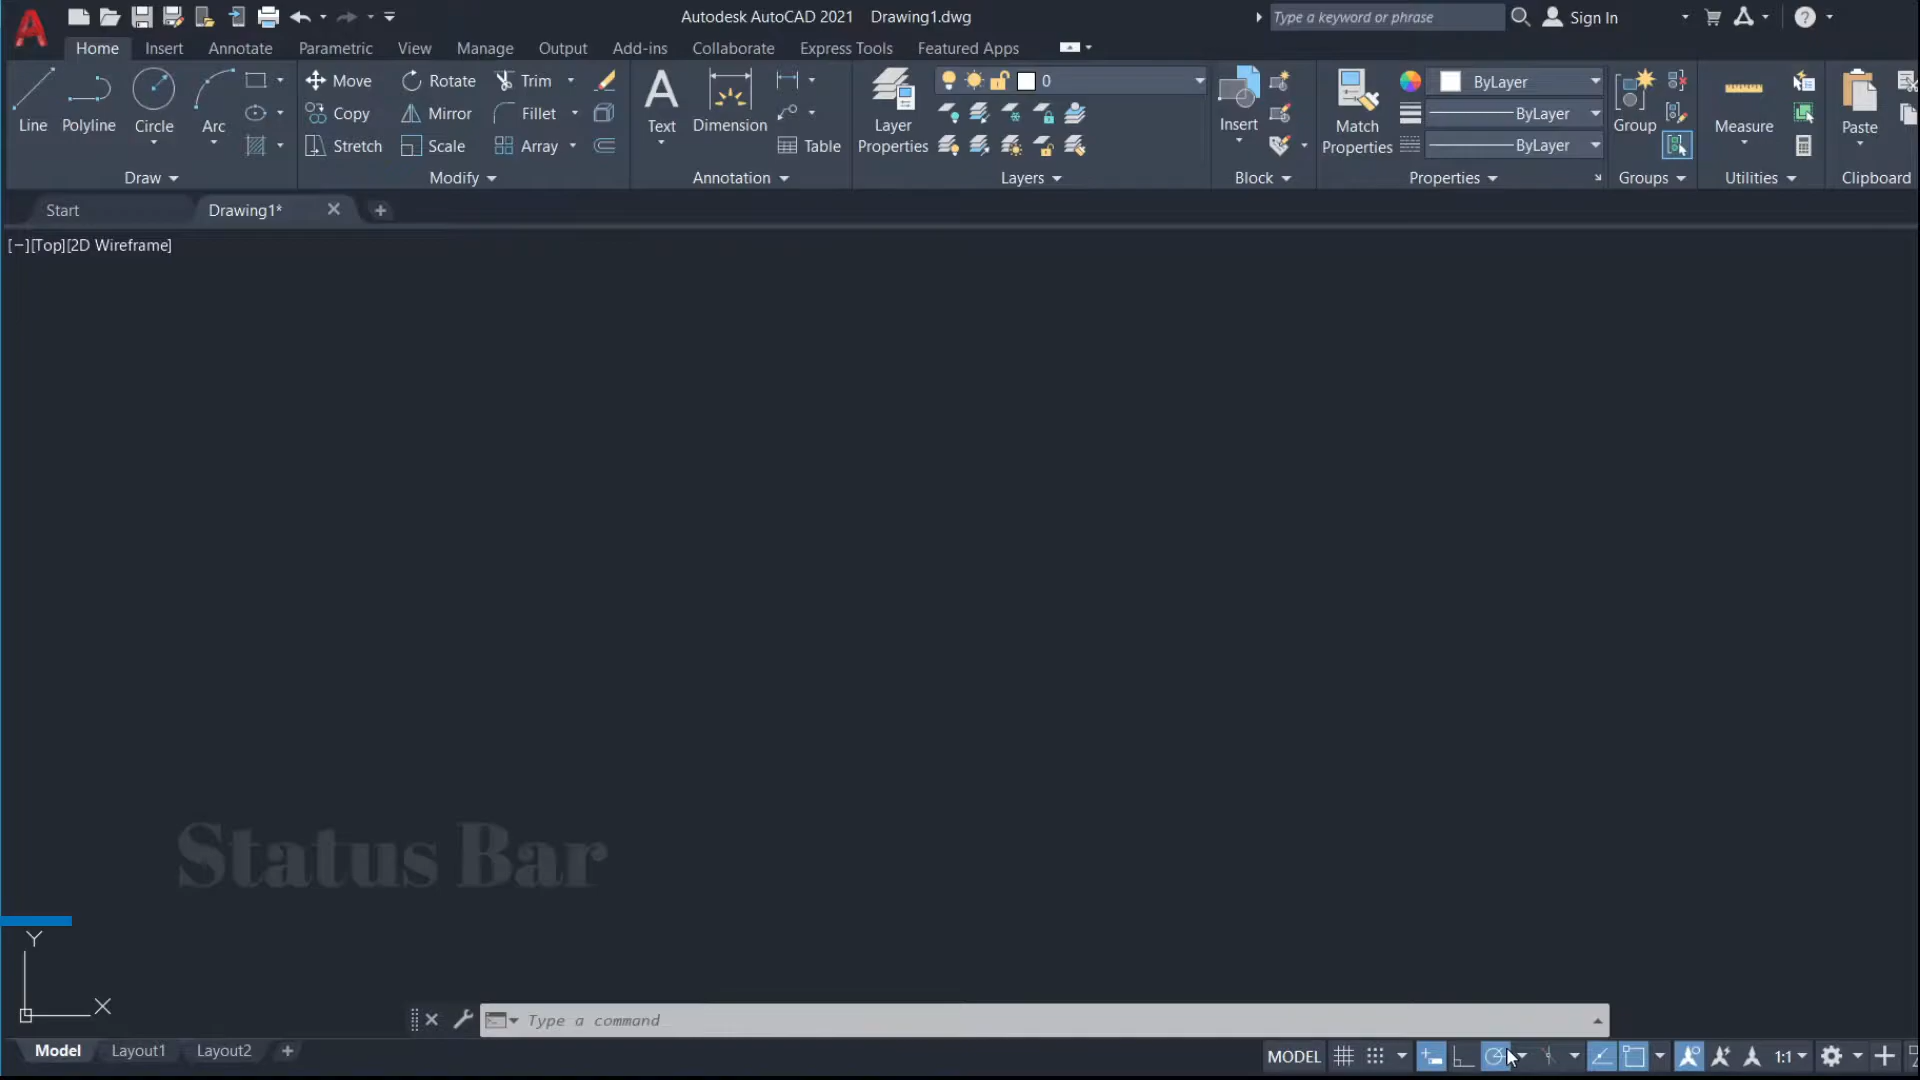 Autodesk AutoCAD 2021 Drawing1.dwg
Type a keyword or phrase
Sign In
Home Insert Annotate Parametric View Manage Output Add-ins Collaborate Express Tools Featured Apps
Line Polyline Circle Arc
Move Rotate Trim
Copy Mirror Fillet
Stretch Scale Array
Text Dimension Table
Layer Properties
0
Insert
Match Properties
ByLayer
ByLayer
ByLayer
Group
Measure
Paste
Draw Modify Annotation Layers Block Properties Groups Utilities Clipboard
Start Drawing1*
[−][Top][2D Wireframe]
Status Bar
Y
X
Type a command
Model Layout1 Layout2
MODEL 1:1